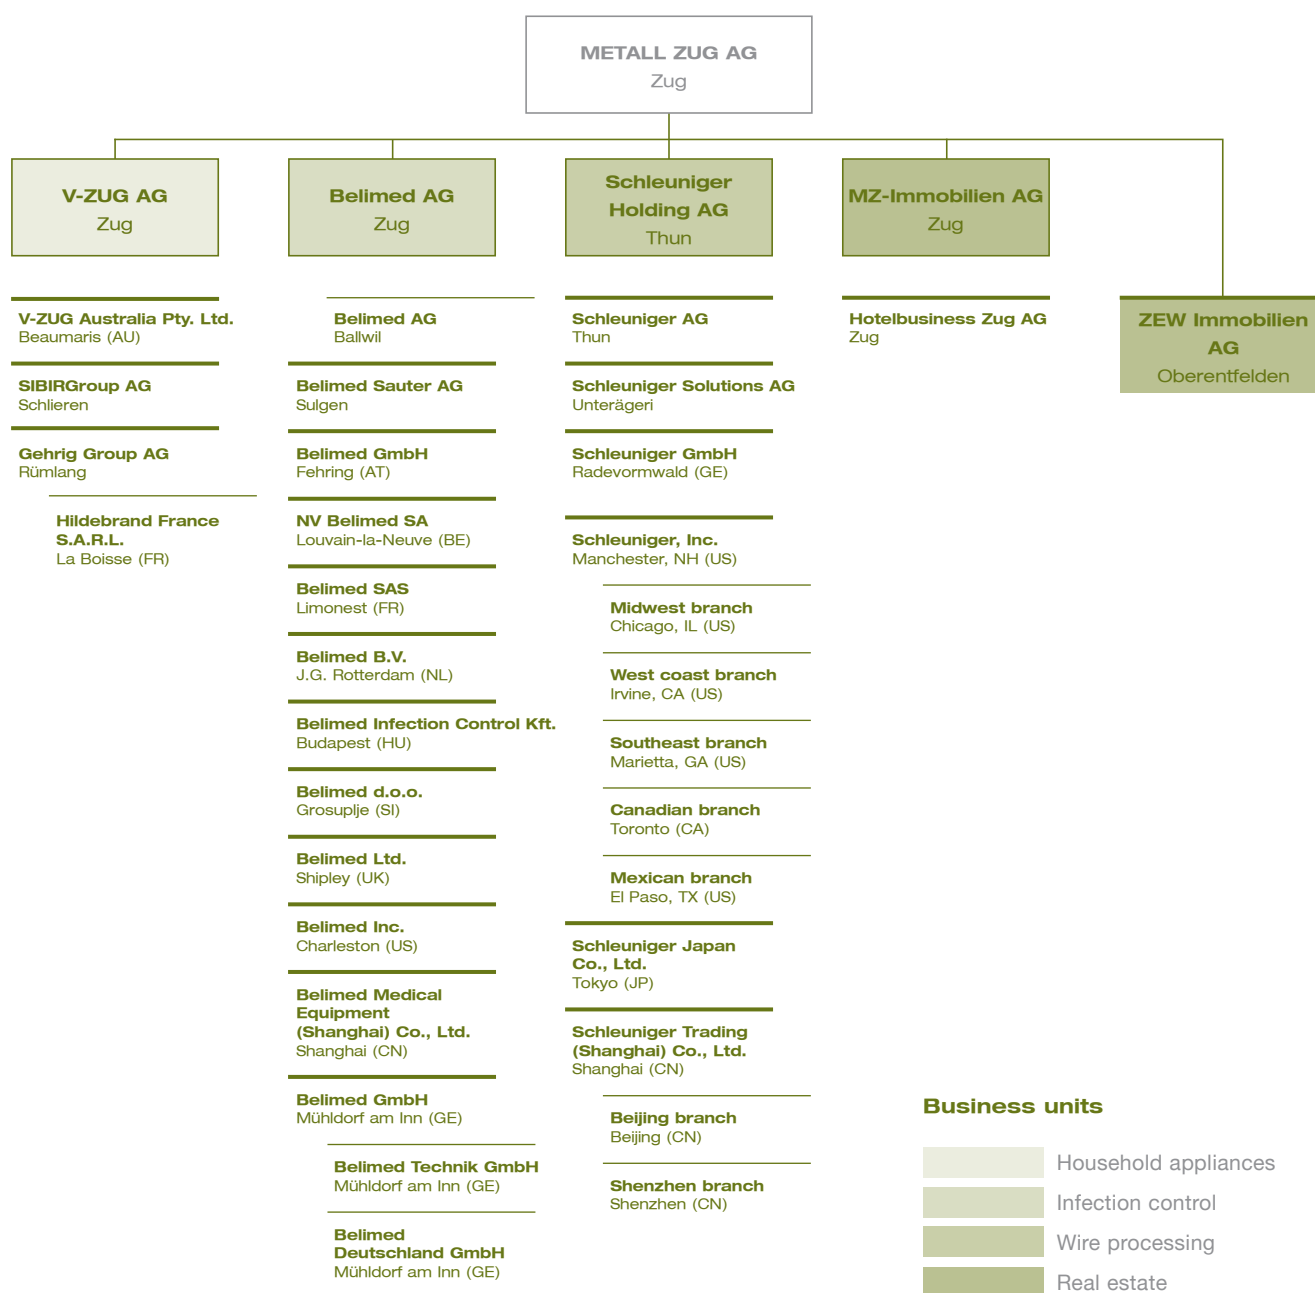 METALL ZUG AG
Zug
V-ZUG AG
Zug
Belimed AG
Zug
Schleuniger
Holding AG
Thun
MZ-Immobilien AG
Zug
V-ZUG Australia Pty. Ltd.
Beaumaris (AU)
SIBIRGroup AG
Schlieren
Gehrig Group AG
Rümlang
Hildebrand France
S.A.R.L.
La Boisse (FR)
Belimed AG
Ballwil
Belimed Sauter AG
Sulgen
Belimed GmbH
Fehring (AT)
NV Belimed SA
Louvain-la-Neuve (BE)
Belimed SAS
Limonest (FR)
Belimed B.V.
J.G. Rotterdam (NL)
Belimed Infection Control Kft.
Budapest (HU)
Belimed d.o.o.
Grosuplje (SI)
Belimed Ltd.
Shipley (UK)
Belimed Inc.
Charleston (US)
Belimed Medical
Equipment
(Shanghai) Co., Ltd.
Shanghai (CN)
Belimed GmbH
Mühldorf am Inn (GE)
Belimed Technik GmbH
Mühldorf am Inn (GE)
Belimed
Deutschland GmbH
Mühldorf am Inn (GE)
Schleuniger AG
Thun
Schleuniger Solutions AG
Unterägeri
Schleuniger GmbH
Radevormwald (GE)
Schleuniger, Inc.
Manchester, NH (US)
Midwest branch
Chicago, IL (US)
West coast branch
Irvine, CA (US)
Southeast branch
Marietta, GA (US)
Canadian branch
Toronto (CA)
Mexican branch
El Paso, TX (US)
Schleuniger Japan
Co., Ltd.
Tokyo (JP)
Schleuniger Trading
(Shanghai) Co., Ltd.
Shanghai (CN)
Beijing branch
Beijing (CN)
Shenzhen branch
Shenzhen (CN)
Hotelbusiness Zug AG
Zug
ZEW Immobilien
AG
Oberentfelden
Business units
Household appliances
Infection control
Wire processing
Real estate